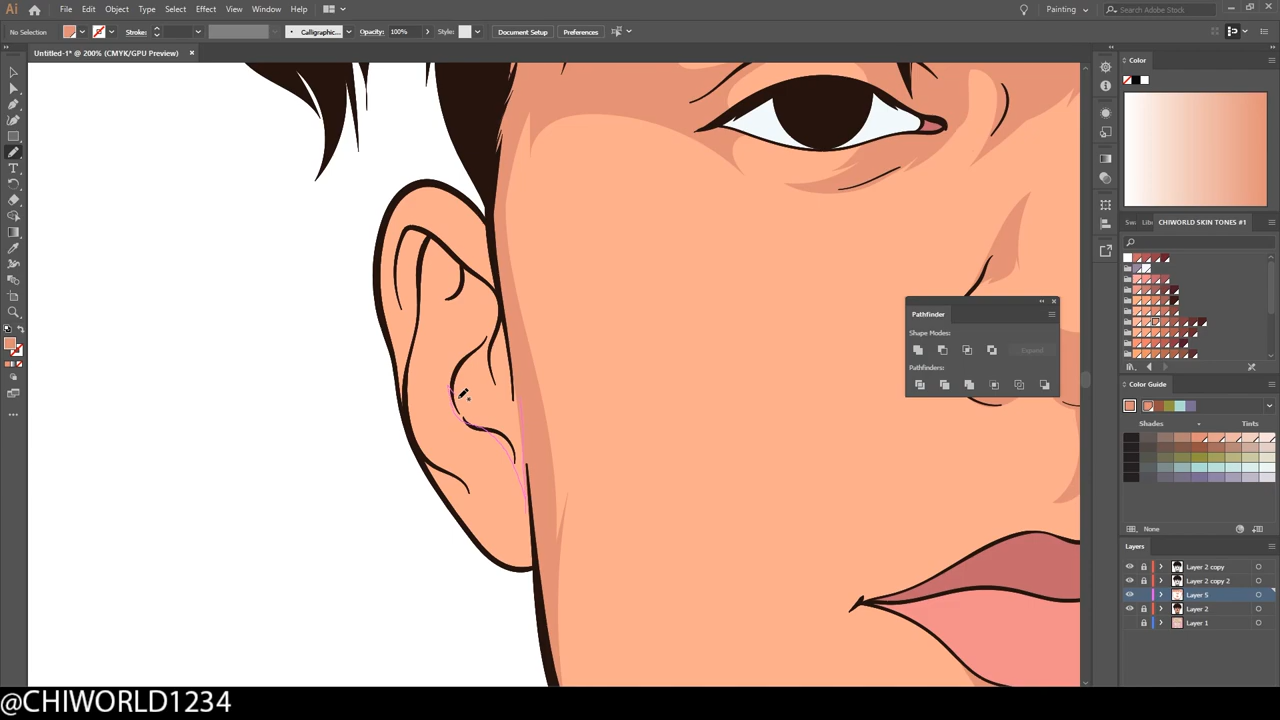 Ai File Edit Object Type Select Effect View Window Help Painting Search Adobe Stock
No Selection Stroke: Calligraphic... Opacity: 100% Style: Document Setup Preferences
Untitled-1* @ 200% (CMYK/GPU Preview) ×
Color
CHIWORLD SKIN TONES #1
Pathfinder
Shape Modes:
Expand
Pathfinders:
Color Guide
Shades Tints
None
Layers
Layer 2 copy
Layer 2 copy 2
Layer 5
Layer 2
Layer 1
@CHIWORLD1234